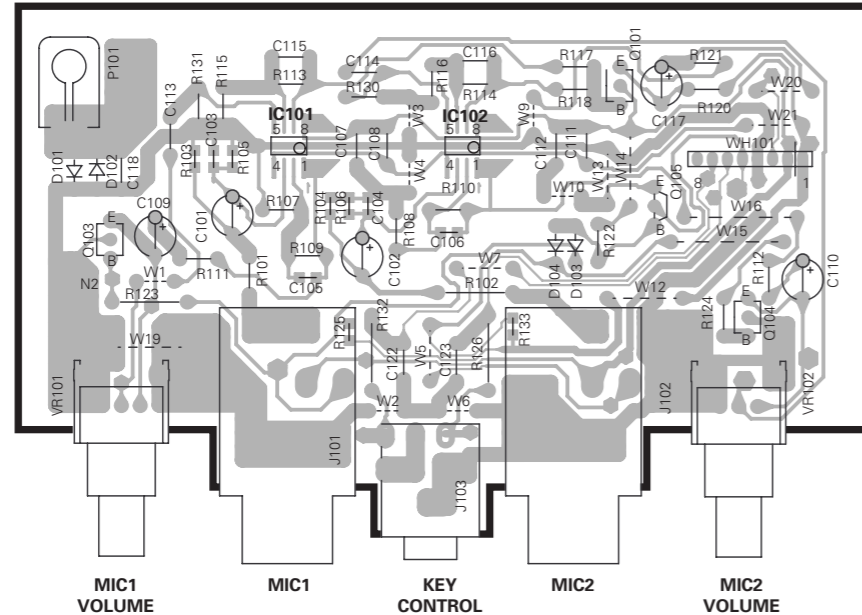 P101
R131
R115
C115
R113
C114
R130
R116
C116
R114
R117
R118
Q101
E
B
R121
R120
C117
W20
W21
WH101
8
1
C113
IC101
5
8
4
1
C107
C108
W3
W4
IC102
5
8
4
1
W9
C112
C111
W13
W14
D101
D102
C118
R103
C103
R105
R107
R104
R106
C104
R110
W10
Q105
E
B
W16
W15
Q103
E
B
C109
C101
R109
C105
C102
R108
C106
W7
D104
D103
R122
R112
C110
N2
W1
R123
R111
R101
R102
W12
R124
Q104
E
B
W19
R125
R132
C122
W5
C123
R126
R133
W2
W6
VR101
J101
J103
J102
VR102
MIC1
VOLUME
MIC1
KEY
CONTROL
MIC2
MIC2
VOLUME